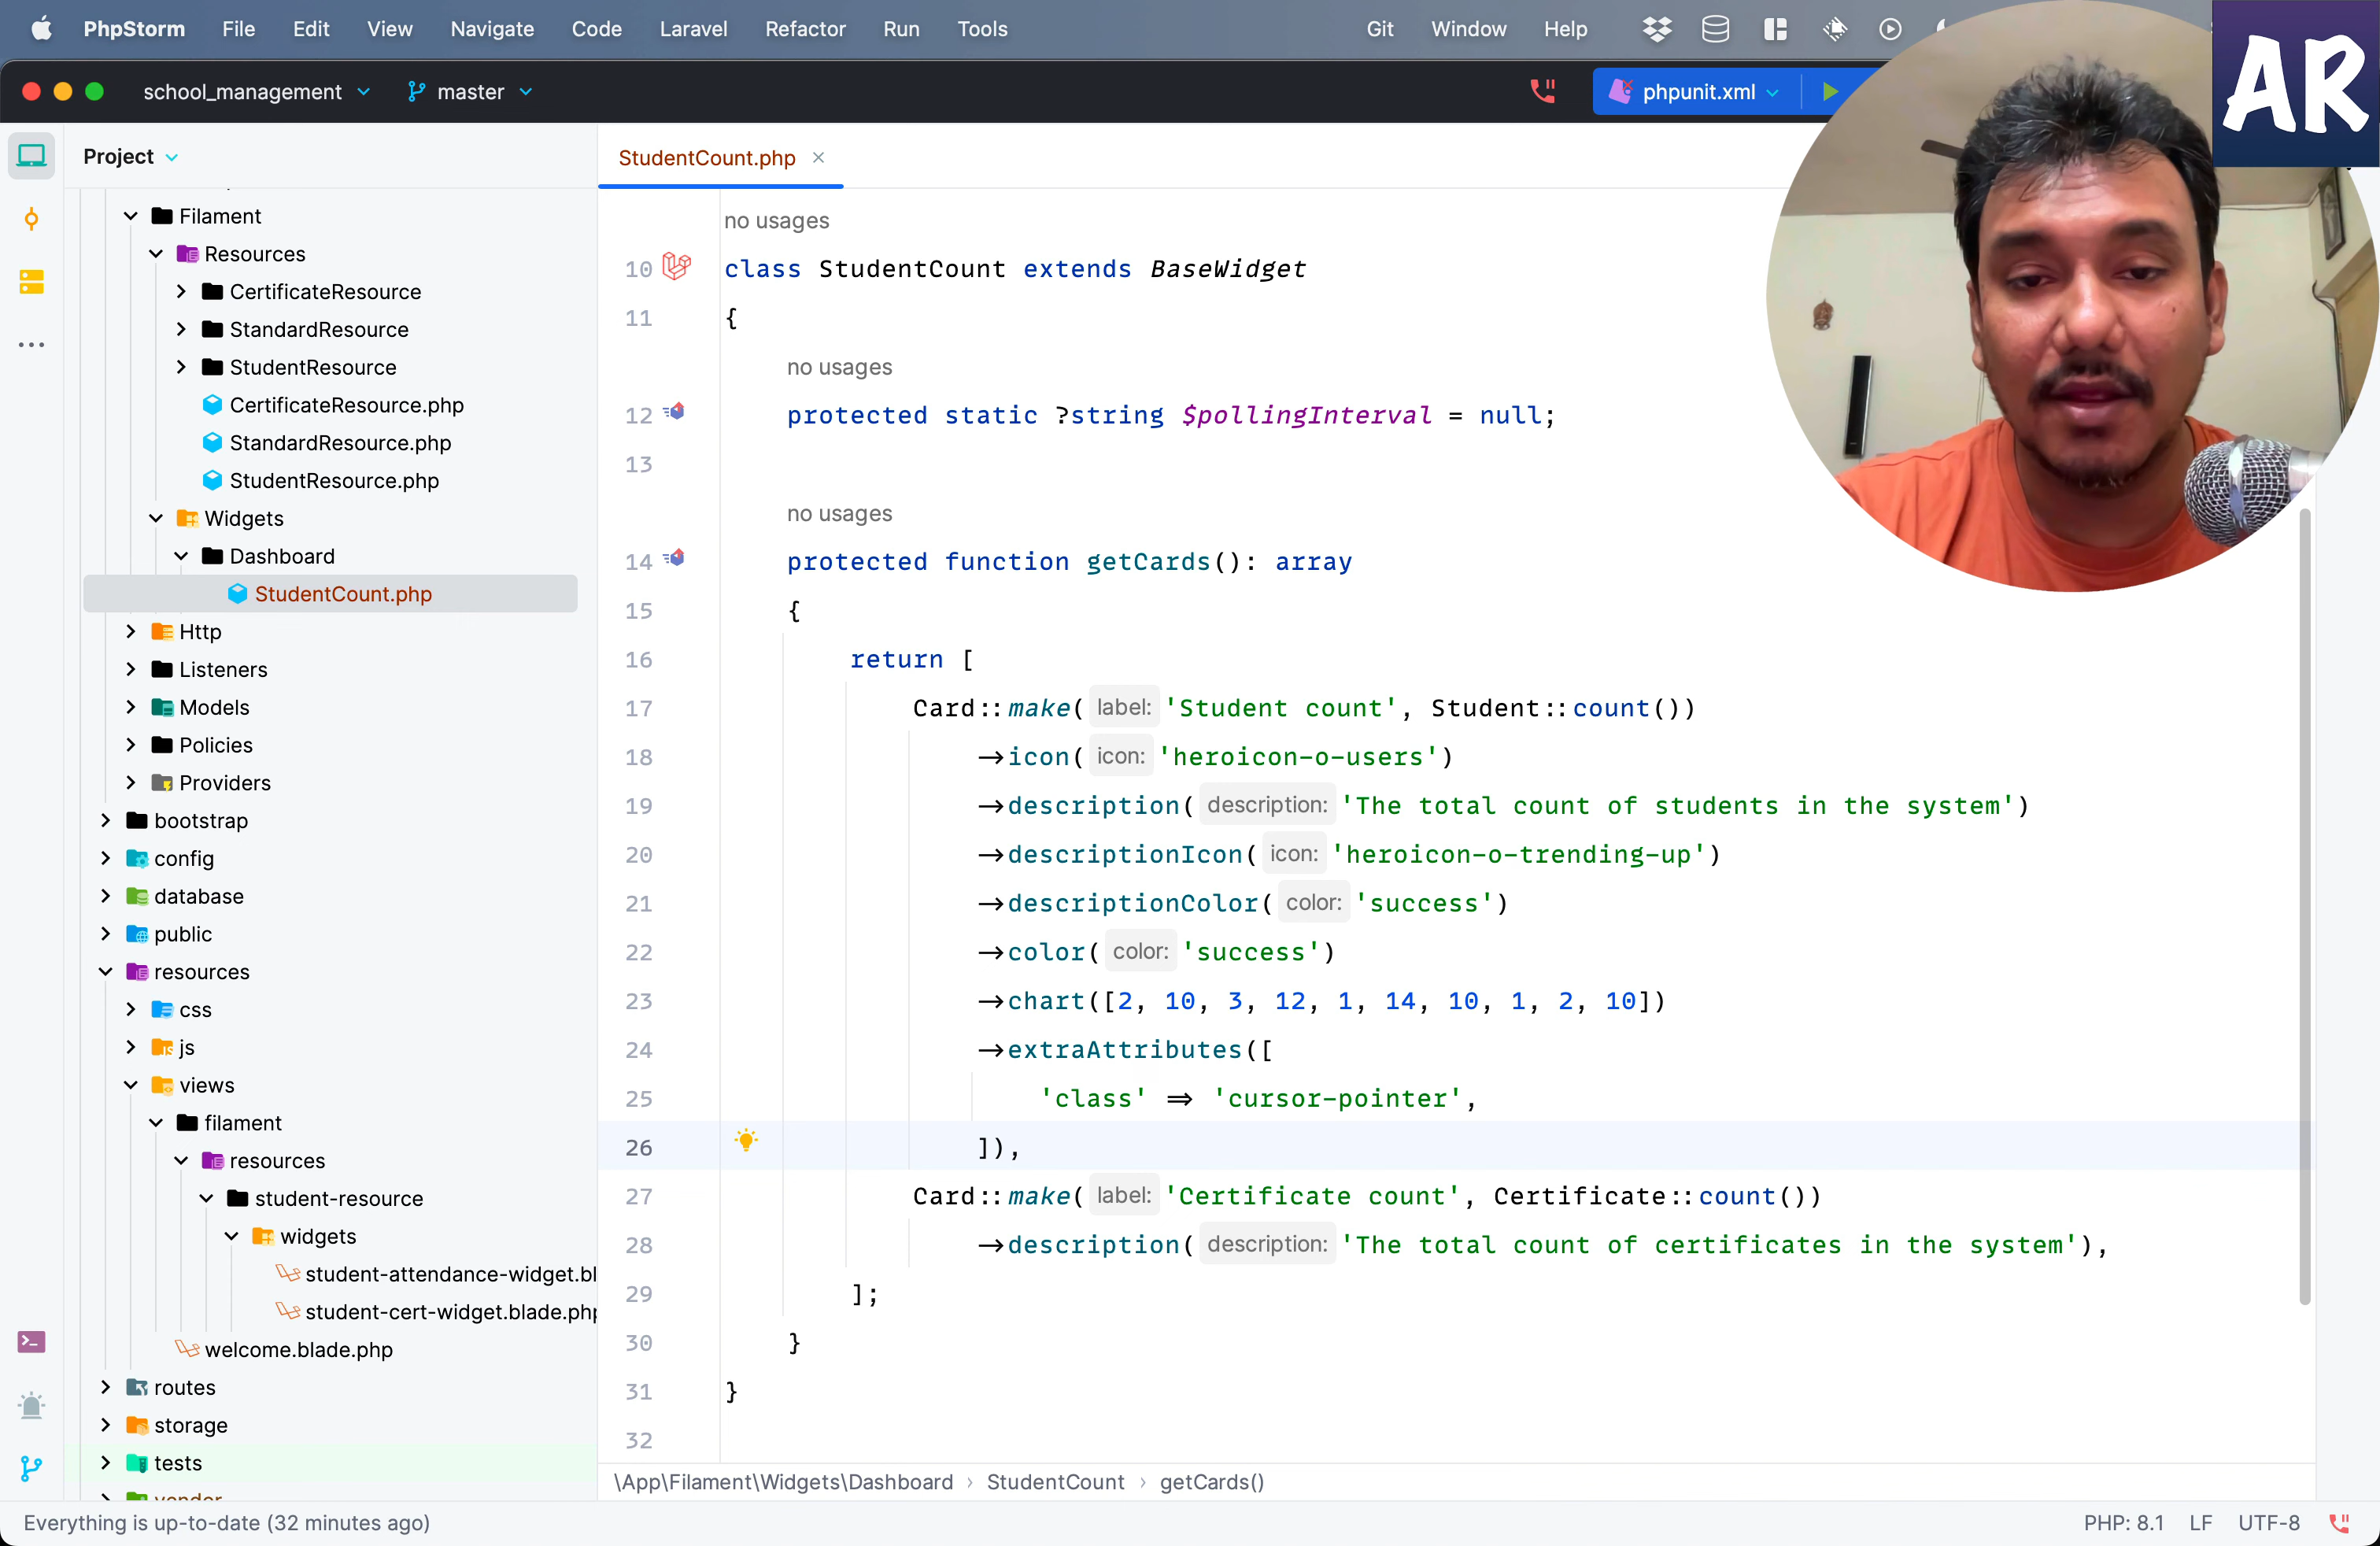 PhpStorm File Edit View Navigate Code Laravel Refactor Run Tools Git Window Help
AR
school_management master phpunit.xml
Project
StudentCount.php
Filament
Resources
CertificateResource
StandardResource
StudentResource
CertificateResource.php
StandardResource.php
StudentResource.php
Widgets
Dashboard
StudentCount.php
Http
Listeners
Models
Policies
Providers
bootstrap
config
database
public
resources
css
js
views
filament
resources
student-resource
widgets
student-attendance-widget.bl
student-cert-widget.blade.php
welcome.blade.php
routes
storage
tests
vendor
no usages
10 class StudentCount extends BaseWidget
11 {
no usages
12 protected static ?string $pollingInterval = null;
13
no usages
14 protected function getCards(): array
15 {
16 return [
17 Card::make( label: 'Student count', Student::count())
18 ->icon( icon: 'heroicon-o-users')
19 ->description( description: 'The total count of students in the system')
20 ->descriptionIcon( icon: 'heroicon-o-trending-up')
21 ->descriptionColor( color: 'success')
22 ->color( color: 'success')
23 ->chart([2, 10, 3, 12, 1, 14, 10, 1, 2, 10])
24 ->extraAttributes([
25 'class' => 'cursor-pointer',
26 ]),
27 Card::make( label: 'Certificate count', Certificate::count())
28 ->description( description: 'The total count of certificates in the system'),
29 ];
30 }
31 }
32
\App\Filament\Widgets\Dashboard › StudentCount › getCards()
Everything is up-to-date (32 minutes ago) PHP: 8.1 LF UTF-8